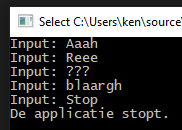 Select C:\Users\ken\source\
Input: Aaah
Input: Reee
Input: ???
Input: blaargh
Input: Stop
De applicatie stopt.